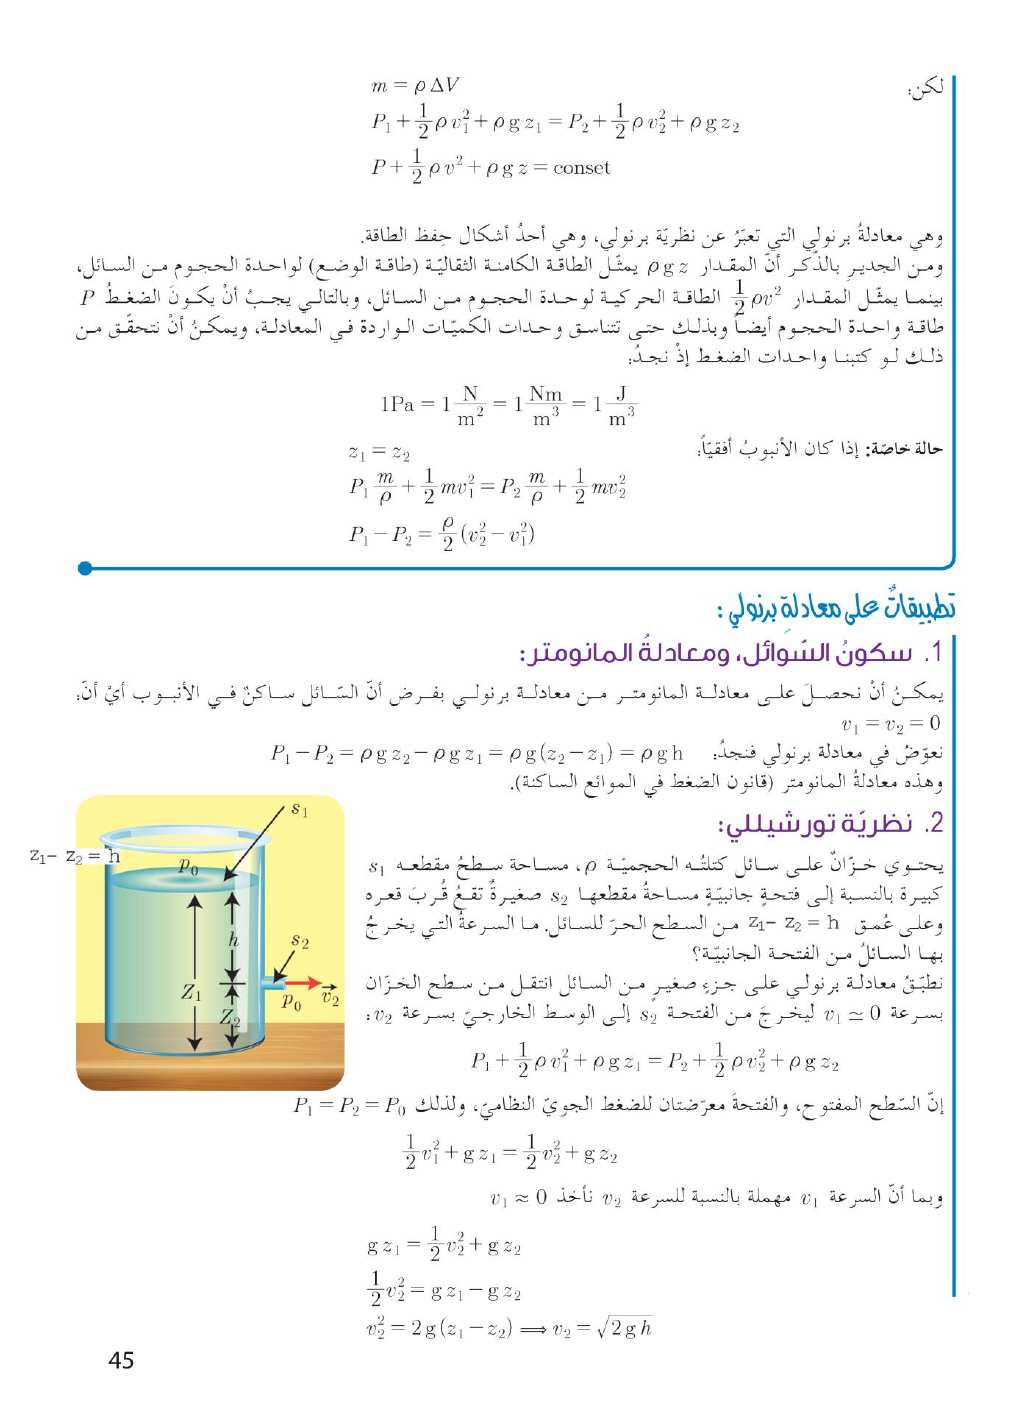 لكن: m = ρ ΔV
P₁ + 1/2 ρ v₁² + ρ g z₁ = P₂ + 1/2 ρ v₂² + ρ g z₂
P + 1/2 ρ v² + ρ g z = conset
وهي معادلةُ برنولي التي تعبّرُ عن نظريّة برنولي، وهي أحدُ أشكال حِفظ الطاقة.
ومن الجدير بالذّكر أنّ المقدار ρ g z يمثّل الطاقة الكامنة الثقاليّة (طاقة الوضع) لواحدة الحجوم من السائل،
بينما يمثّل المقدار 1/2 ρv² الطاقة الحركية لوحدة الحجوم من السائل، وبالتالي يجبُ أنْ يكونَ الضغطُ P
طاقة واحدة الحجوم أيضاً وبذلك حتى تتناسق وحدات الكميّات الواردة في المعادلة، ويمكنُ أنْ نتحقّق من
ذلك لو كتبنا واحدات الضغط إذْ نجدُ:
1Pa = 1 N/m² = 1 Nm/m³ = 1 J/m³
حالة خاصّة: إذا كان الأنبوبُ أفقيّاً: z₁ = z₂
P₁ m/ρ + 1/2 mv₁² = P₂ m/ρ + 1/2 mv₂²
P₁ − P₂ = ρ/2 (v₂² − v₁²)
تطبيقاتٌ على معادلةِ برنولي :
1. سكونُ السّوائل، ومعادلةُ المانومتر:
يمكنُ أنْ نحصلَ على معادلة المانومتر من معادلة برنولي بفرض أنّ السّائل ساكنٌ في الأنبوب أيْ أنّ:
v₁ = v₂ = 0
نعوّضُ في معادلة برنولي فنجدُ: P₁ − P₂ = ρ g z₂ − ρ g z₁ = ρ g (z₂ − z₁) = ρ g h
وهذه معادلةُ المانومتر (قانون الضغط في الموائع الساكنة).
2. نظريّة تورشيللي:
يحتوي خزّانٌ على سائل كتلتُه الحجميّة ρ، مساحة سطحُ مقطعه s₁
كبيرة بالنسبة إلى فتحةٍ جانبيّةٍ مساحةُ مقطعها s₂ صغيرةٌ تقعُ قُربَ قعره
وعلى عُمق z₁− z₂ = h من السطح الحرّ للسائل. ما السرعةُ التي يخرجُ
بها السائلُ من الفتحة الجانبيّة؟
نطبّقُ معادلة برنولي على جزءٍ صغيرٍ من السائل انتقل من سطح الخزّان
بسرعة v₁ ≃ 0 ليخرجَ من الفتحة s₂ إلى الوسط الخارجيّ بسرعة v₂:
z₁− z₂ = h
s₁
p₀
h
s₂
Z₁
p₀
v⃗₂
Z₂
P₁ + 1/2 ρ v₁² + ρ g z₁ = P₂ + 1/2 ρ v₂² + ρ g z₂
إنّ السّطح المفتوح، والفتحةَ معرّضتان للضغط الجويّ النظاميّ، ولذلك P₁ = P₂ = P₀
1/2 v₁² + g z₁ = 1/2 v₂² + g z₂
وبما أنّ السرعة v₁ مهملة بالنسبة للسرعة v₂ نأخذ v₁ ≈ 0
g z₁ = 1/2 v₂² + g z₂
1/2 v₂² = g z₁ − g z₂
v₂² = 2 g (z₁ − z₂) ⟹ v₂ = √(2 g h)
45